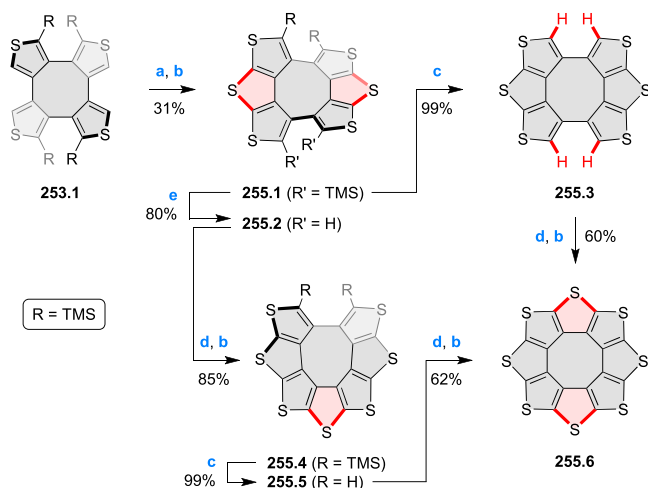 R R R R
S S S S
R R
253.1
a, b
31%
R R
S S
S S
S S
R' R'
255.1 (R' = TMS)
255.2 (R' = H)
c
99%
H H
S S
S S
S S
H H
255.3
e
80%
d, b
60%
R = TMS
d, b
85%
R R
S S
S S
S S
S
255.4 (R = TMS)
255.5 (R = H)
c
99%
d, b
62%
S
S S
S S
S S
S
255.6